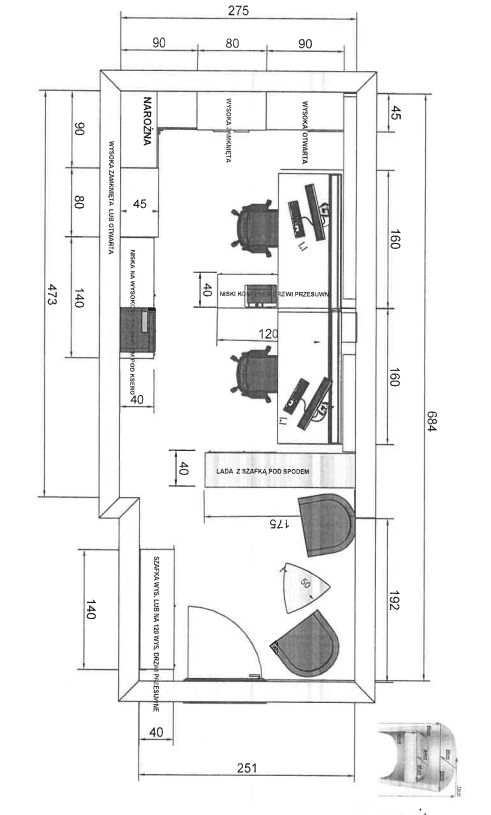 275
90
80
90
NAROŻNA
WYSOKA ZAMKNIĘTA
WYSOKA OTWARTA
45
90
WYSOKA ZAMKNIĘTA LUB OTWARTA
80
45
160
140
473
40
NISKI KONTENER DRZWI PRZESUWN
120
NISKA NA WYSOKO
POD KSERO
40
160
684
40
LADA Z SZAFKĄ POD SPODEM
175
50
192
140
SZAFKA WYS. LUB NA 120 WYS, DRZWI PRZESUWNE
40
251